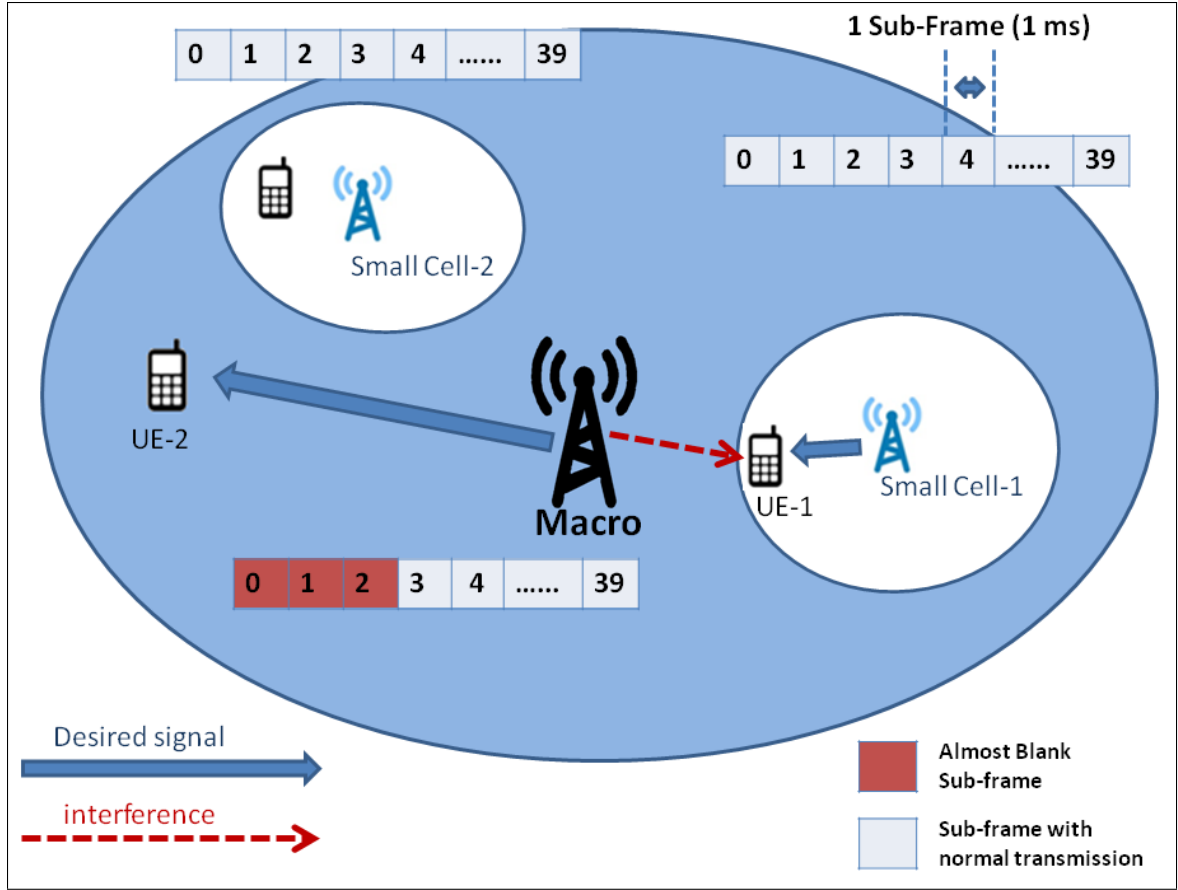 1 Sub-Frame (1 ms)
0 1 2 3 4 ...... 39
0 1 2 3 4 ...... 39
Small Cell-2
UE-2
Small Cell-1
UE-1
Macro
0 1 2 3 4 ...... 39
Desired signal
interference
Almost Blank
Sub-frame
Sub-frame with
normal transmission